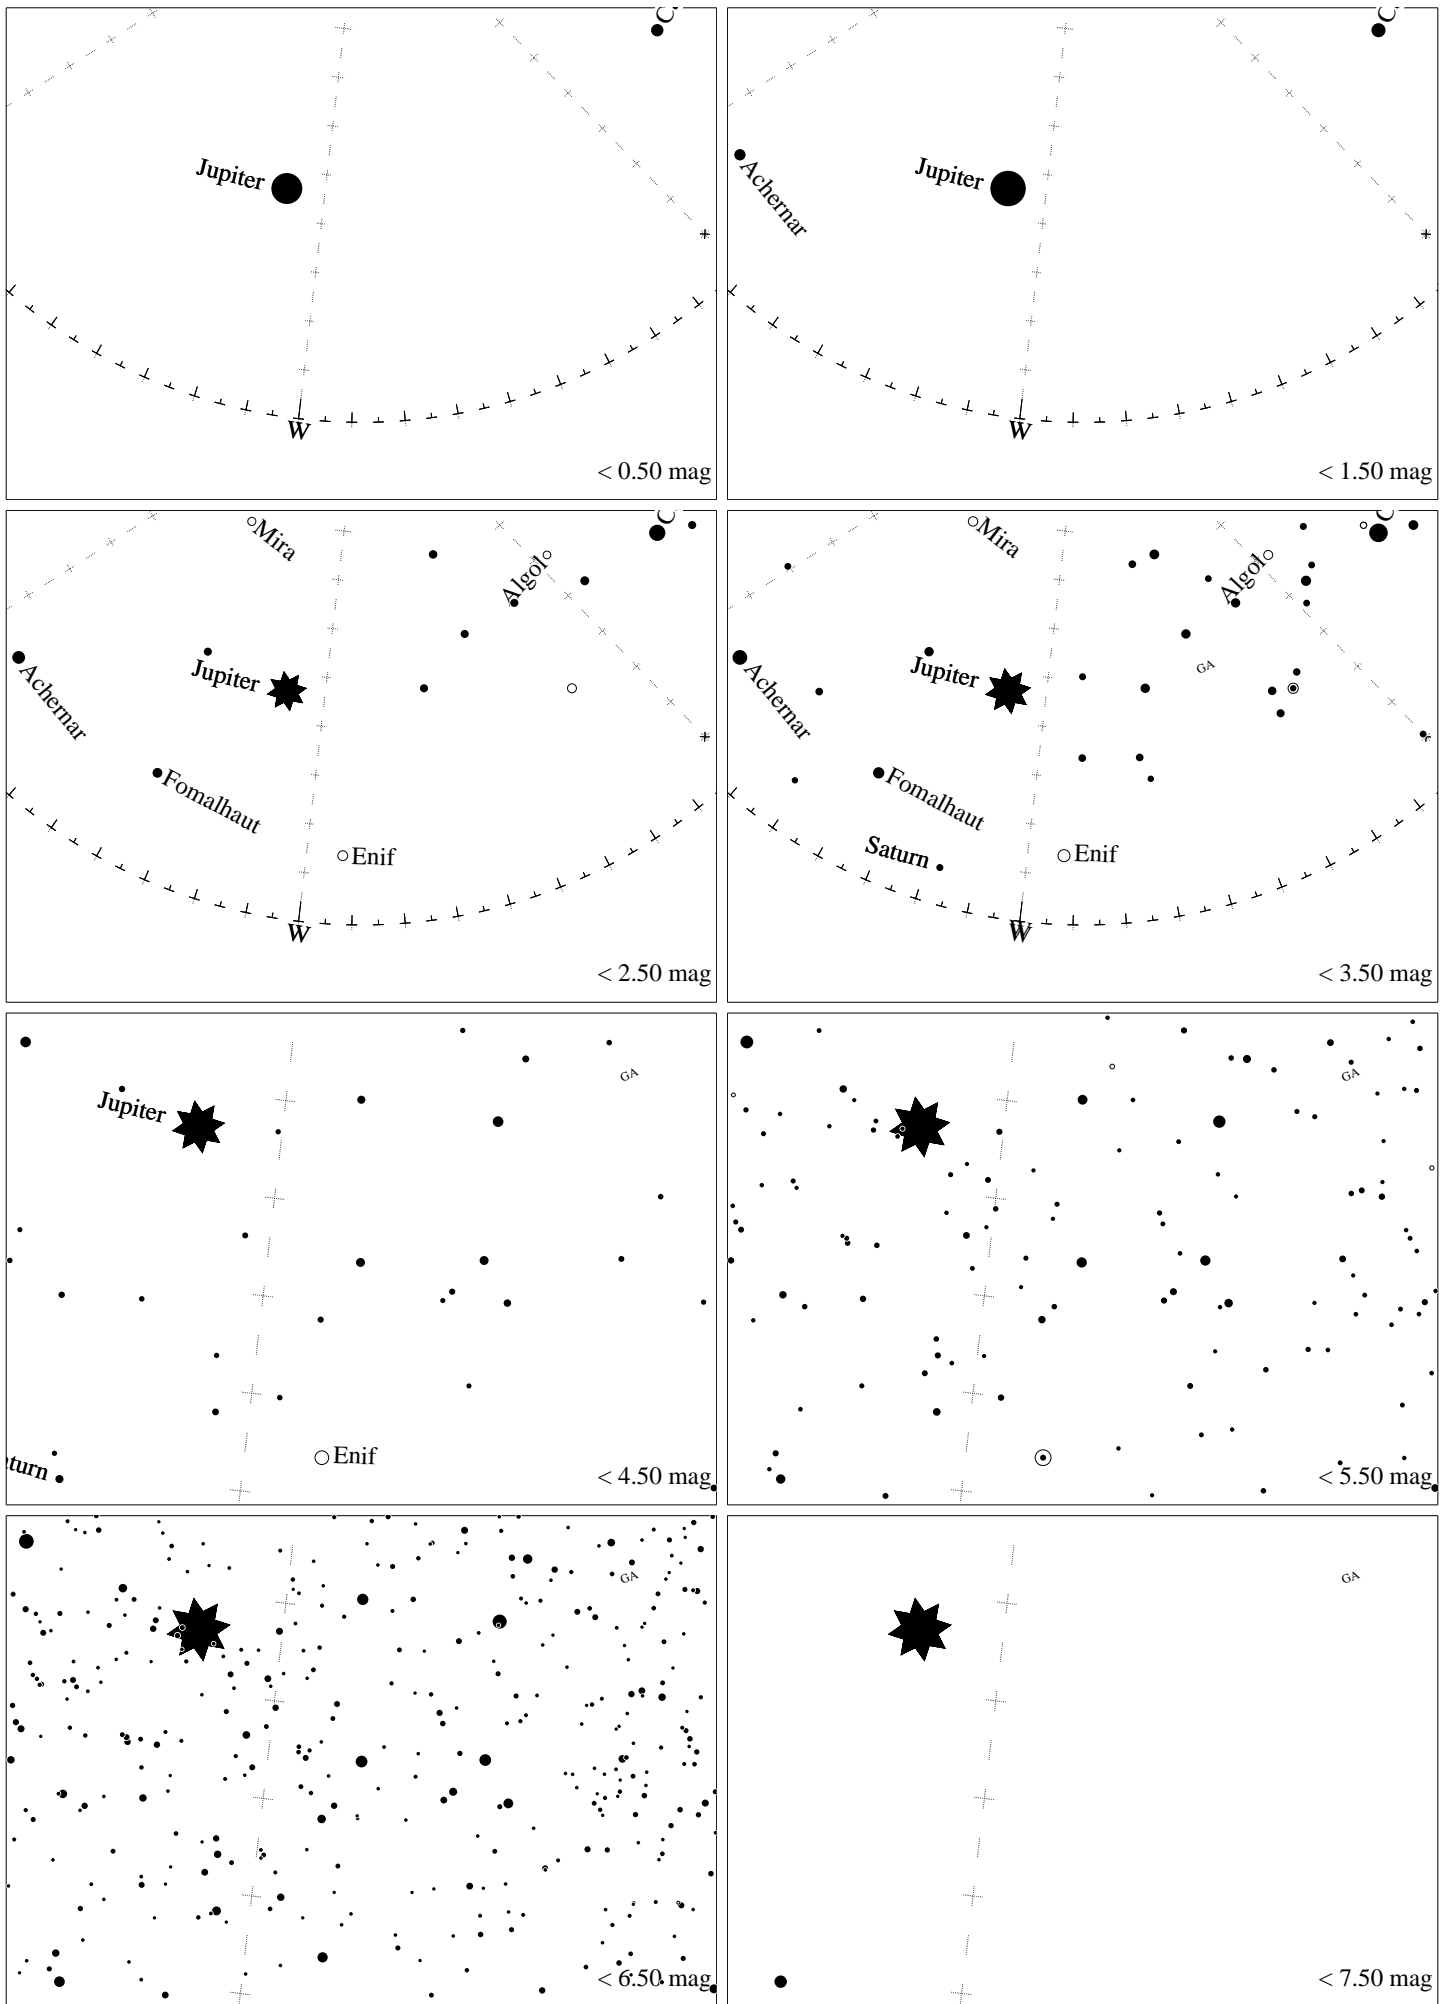 C
Jupiter
W
< 0.50 mag
C
Achernar
Jupiter
W
< 1.50 mag
Mira
C
Algol
Jupiter
Achernar
Fomalhaut
Enif
W
< 2.50 mag
Mira
C
Algol
GA
Jupiter
Achernar
Fomalhaut
Saturn
Enif
W
< 3.50 mag
GA
Jupiter
Enif
turn
< 4.50 mag
GA
< 5.50 mag
GA
< 6.50 mag
GA
< 7.50 mag